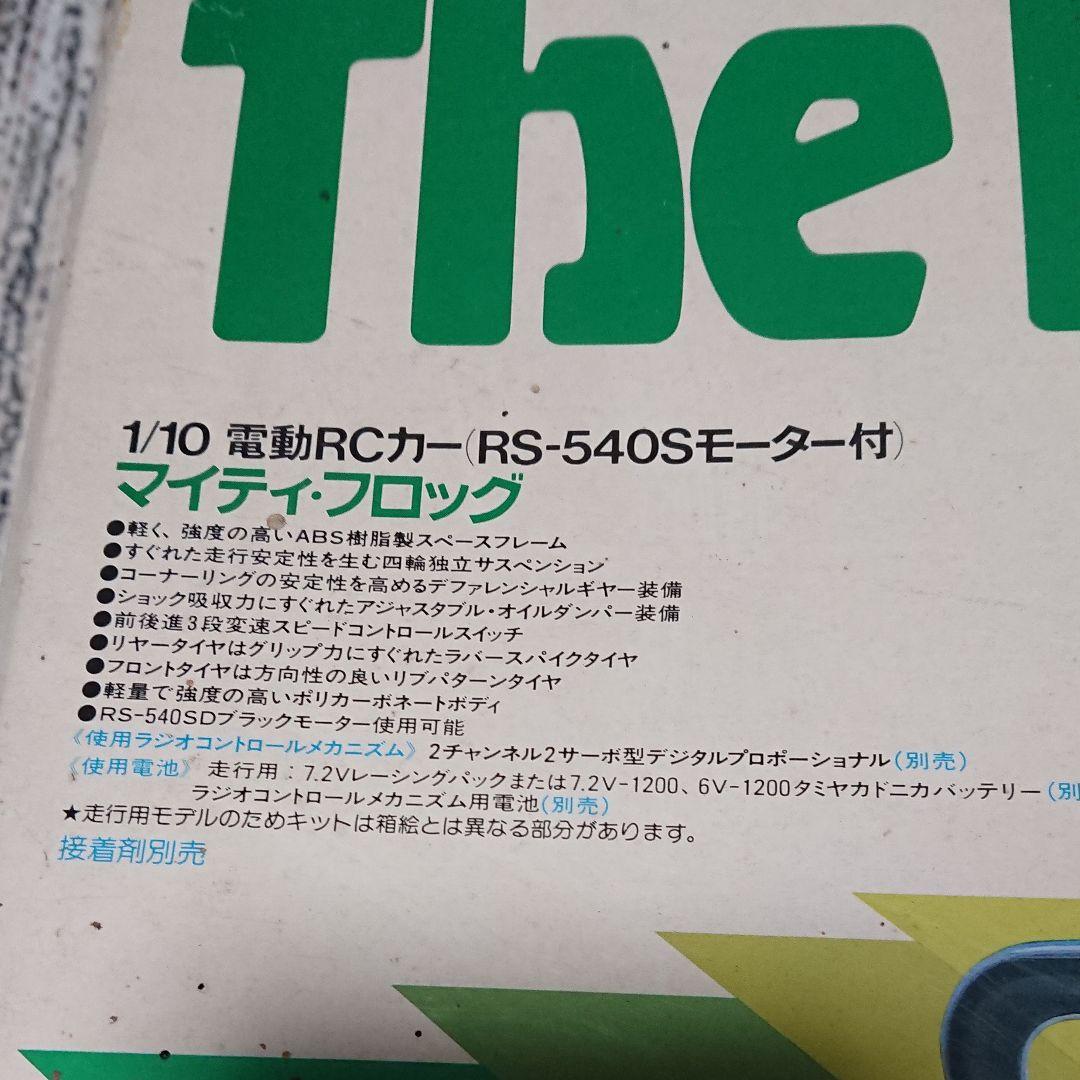 The
1/10 電動RCカー(RS-540Sモーター付)
マイティ・フロッグ
●軽く、強度の高いABS樹脂製スペースフレーム
●すぐれた走行安定性を生む四輪独立サスペンション
●コーナーリングの安定性を高めるデファレンシャルギヤー装備
●ショック吸収力にすぐれたアジャスタブル・オイルダンパー装備
●前後進3段変速スピードコントロールスイッチ
●リヤータイヤはグリップ力にすぐれたラバースパイクタイヤ
●フロントタイヤは方向性の良いリブパターンタイヤ
●軽量で強度の高いポリカーボネートボディ
●RS-540SDブラックモーター使用可能
《使用ラジオコントロールメカニズム》 2チャンネル2サーボ型デジタルプロポーショナル(別売)
《使用電池》 走行用：7.2Vレーシングパックまたは7.2V-1200、6V-1200タミヤカドニカバッテリー(別
ラジオコントロールメカニズム用電池(別売)
★走行用モデルのためキットは箱絵とは異なる部分があります。
接着剤別売